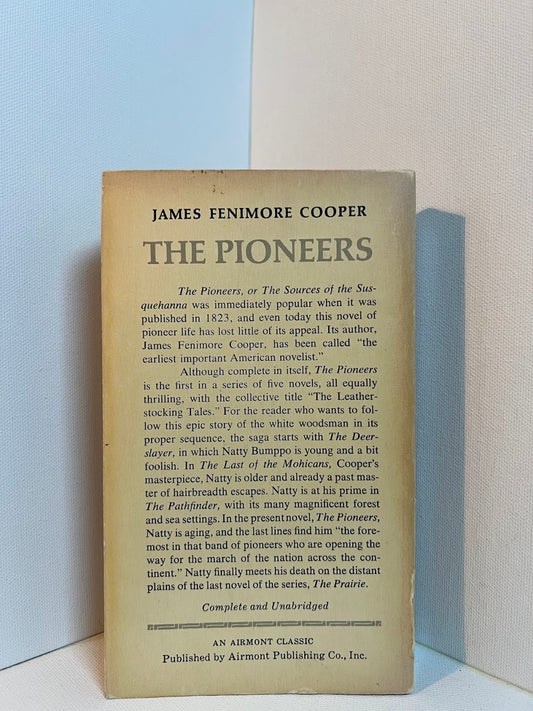 JAMES FENIMORE COOPER
THE PIONEERS
The Pioneers, or The Sources of the Sus-
quehanna was immediately popular when it was
published in 1823, and even today this novel of
pioneer life has lost little of its appeal. Its author,
James Fenimore Cooper, has been called "the
earliest important American novelist."
Although complete in itself, The Pioneers
is the first in a series of five novels, all equally
thrilling, with the collective title "The Leather-
stocking Tales." For the reader who wants to fol-
low this epic story of the white woodsman in its
proper sequence, the saga starts with The Deer-
slayer, in which Natty Bumppo is young and a bit
foolish. In The Last of the Mohicans, Cooper's
masterpiece, Natty is older and already a past mas-
ter of hairbreadth escapes. Natty is at his prime in
The Pathfinder, with its many magnificent forest
and sea settings. In the present novel, The Pioneers,
Natty is aging, and the last lines find him "the fore-
most in that band of pioneers who are opening the
way for the march of the nation across the con-
tinent." Natty finally meets his death on the distant
plains of the last novel of the series, The Prairie.
Complete and Unabridged
AN AIRMONT CLASSIC
Published by Airmont Publishing Co., Inc.